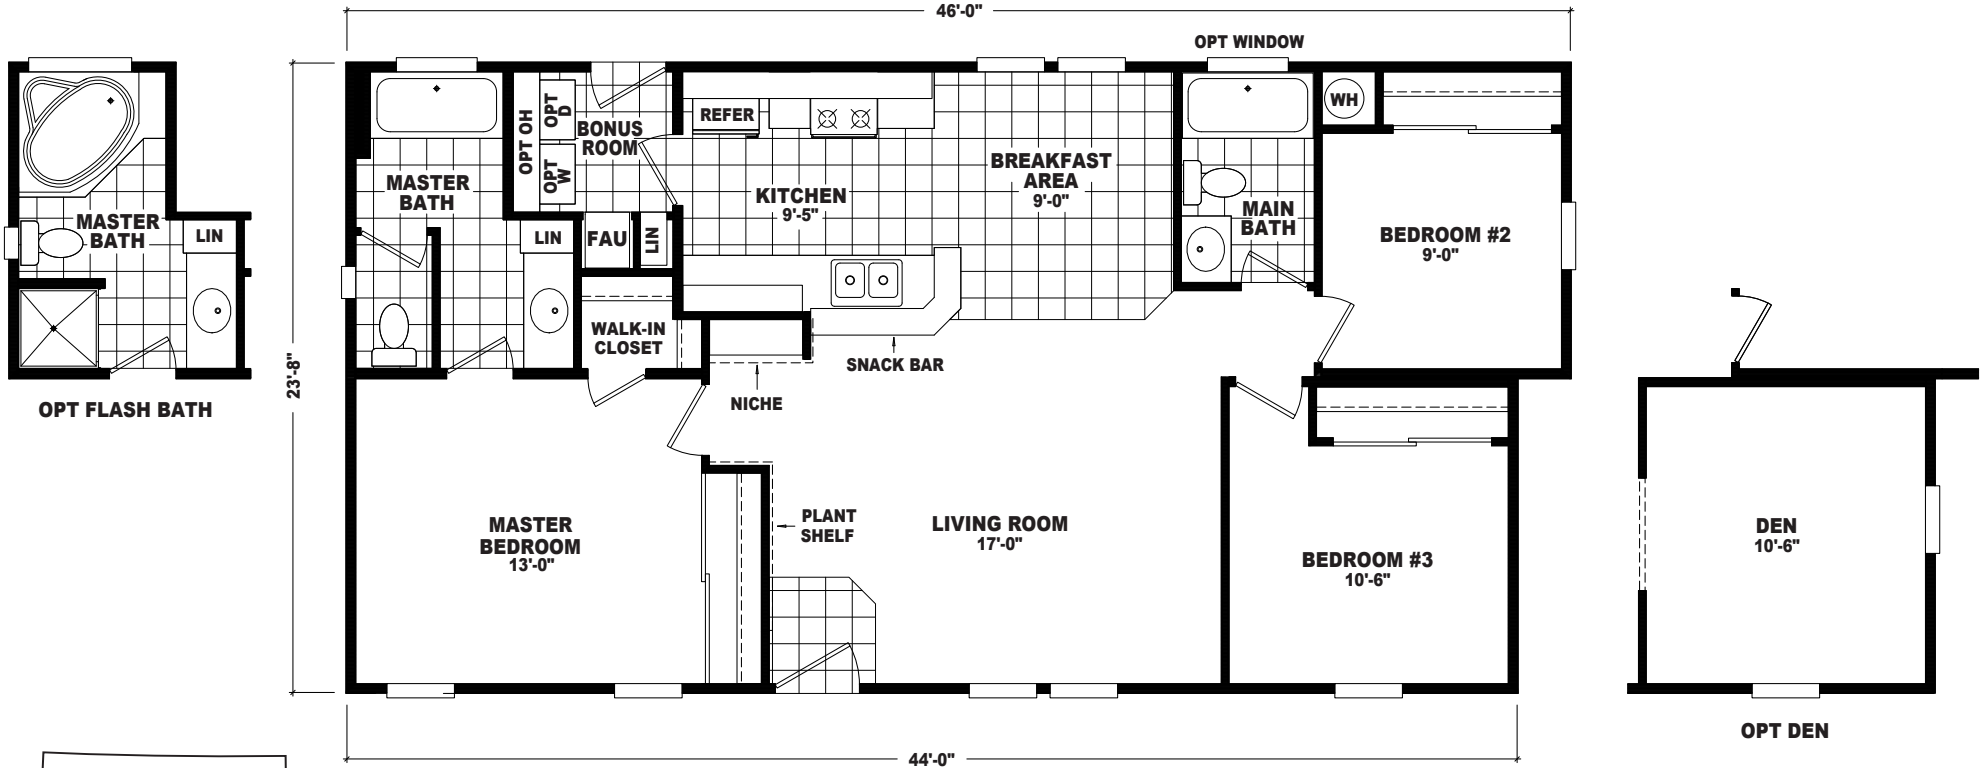 46'-0"
OPT WINDOW
23'-8"
MASTER
BATH
LIN
OPT FLASH BATH
MASTER
BATH
LIN
OPT OH
OPT
D
OPT
W
BONUS
ROOM
FAU
LIN
REFER
KITCHEN
9'-5"
BREAKFAST
AREA
9'-0"
MAIN
BATH
WH
BEDROOM #2
9'-0"
WALK-IN
CLOSET
NICHE
SNACK BAR
MASTER
BEDROOM
13'-0"
PLANT
SHELF
LIVING ROOM
17'-0"
BEDROOM #3
10'-6"
DEN
10'-6"
OPT DEN
44'-0"